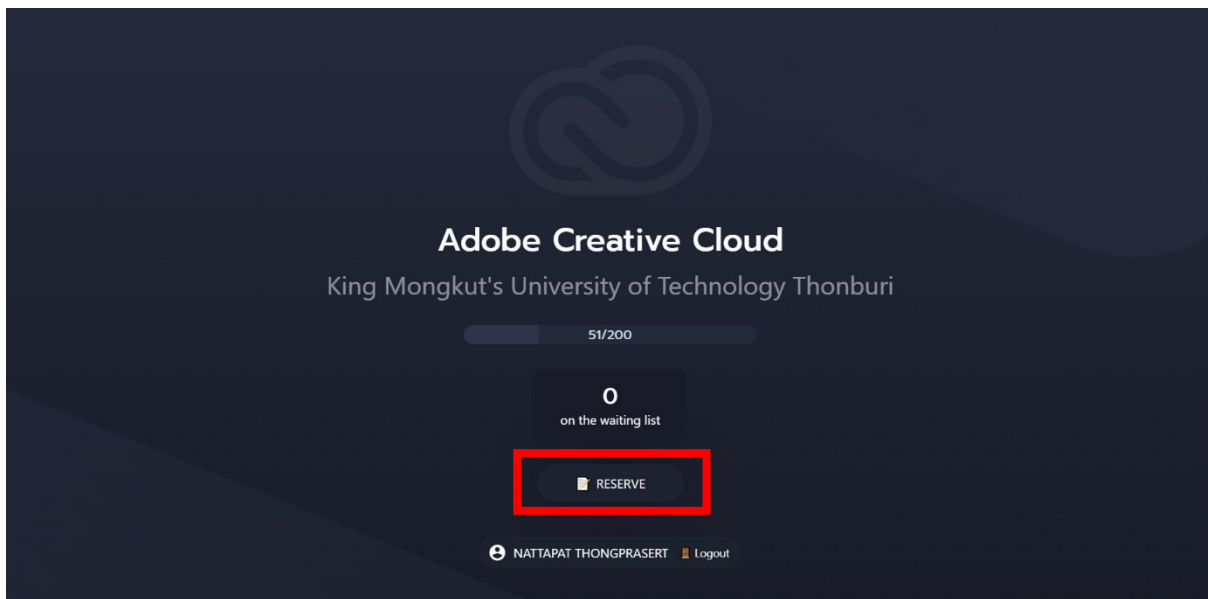 Adobe Creative Cloud
King Mongkut's University of Technology Thonburi
51/200
0
on the waiting list
RESERVE
NATTAPAT THONGPRASERT Logout